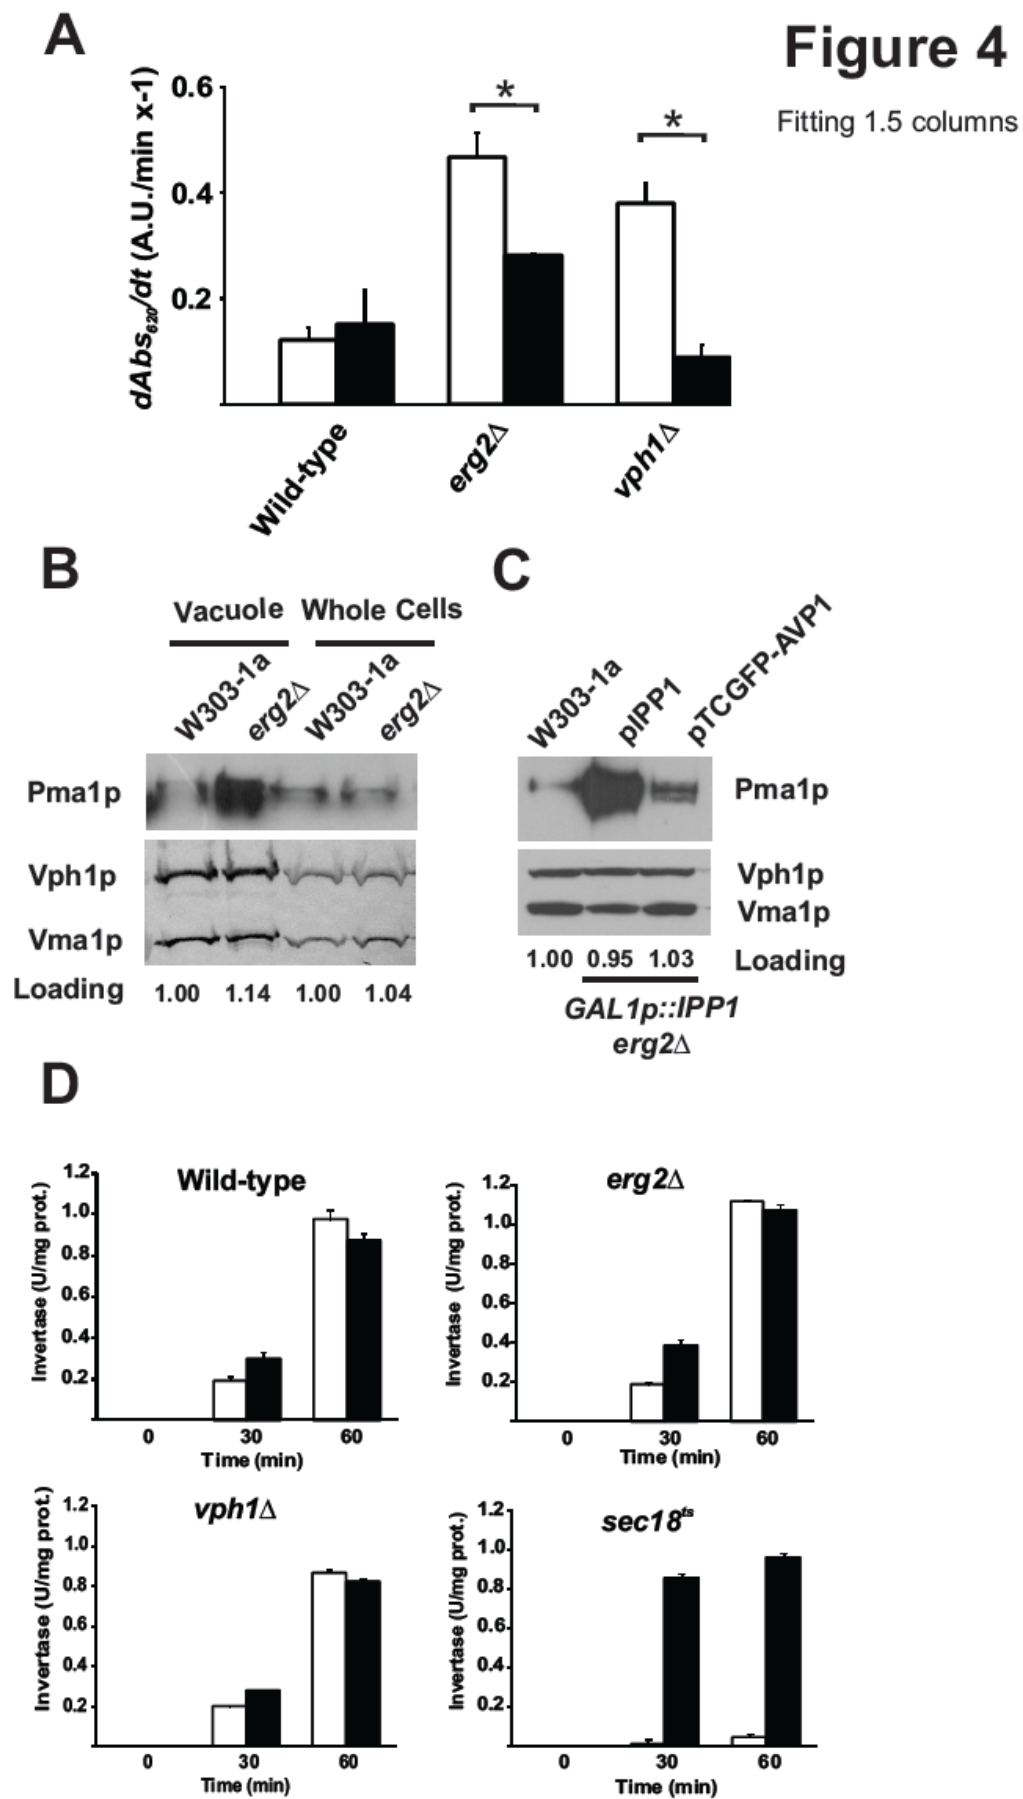 A
Figure 4
Fitting 1.5 columns
dAbs620/dt (A.U./min x-1)
0.6
0.4
0.2
*
*
Wild-type
erg2Δ
vph1Δ
B
Vacuole
Whole Cells
W303-1a
erg2Δ
W303-1a
erg2Δ
Pma1p
Vph1p
Vma1p
Loading 1.00 1.14 1.00 1.04
C
W303-1a
pIPP1
pTCGFP-AVP1
Pma1p
Vph1p
Vma1p
1.00 0.95 1.03 Loading
GAL1p::IPP1
erg2Δ
D
Wild-type
Invertase (U/mg prot.)
1.2
1.0
0.8
0.6
0.4
0.2
0 30 60
Time (min)
erg2Δ
Invertase (U/mg prot.)
1.2
1.0
0.8
0.6
0.4
0.2
0 30 60
Time (min)
vph1Δ
Invertase (U/mg prot.)
1.2
1.0
0.8
0.6
0.4
0.2
0 30 60
Time (min)
sec18ts
Invertase (U/mg prot.)
1.2
1.0
0.8
0.6
0.4
0.2
0 30 60
Time (min)